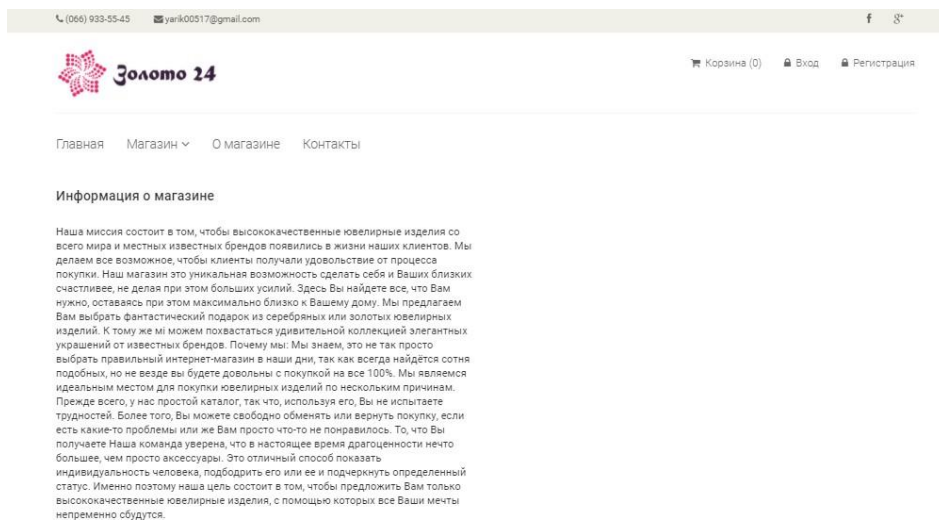 (066) 933-55-45 yarik00517@gmail.com f g+
Золото 24
Корзина (0) Вход Регистрация
Главная Магазин О магазине Контакты
Информация о магазине
Наша миссия состоит в том, чтобы высококачественные ювелирные изделия со
всего мира и местных известных брендов появились в жизни наших клиентов. Мы
делаем все возможное, чтобы клиенты получали удовольствие от процесса
покупки. Наш магазин это уникальная возможность сделать себя и Ваших близких
счастливее, не делая при этом больших усилий. Здесь Вы найдете все, что Вам
нужно, оставаясь при этом максимально близко к Вашему дому. Мы предлагаем
Вам выбрать фантастический подарок из серебряных или золотых ювелирных
изделий. К тому же мі можем похвастаться удивительной коллекцией элегантных
украшений от известных брендов. Почему мы: Мы знаем, это не так просто
выбрать правильный интернет-магазин в наши дни, так как всегда найдётся сотня
подобных, но не везде вы будете довольны с покупкой на все 100%. Мы являемся
идеальным местом для покупки ювелирных изделий по нескольким причинам.
Прежде всего, у нас простой каталог, так что, используя его, Вы не испытаете
трудностей. Более того, Вы можете свободно обменять или вернуть покупку, если
есть какие-то проблемы или же Вам просто что-то не понравилось. То, что Вы
получаете Наша команда уверена, что в настоящее время драгоценности нечто
большее, чем просто аксессуары. Это отличный способ показать
индивидуальность человека, подбодрить его или ее и подчеркнуть определенный
статус. Именно поэтому наша цель состоит в том, чтобы предложить Вам только
высококачественные ювелирные изделия, с помощью которых все Ваши мечты
непременно сбудутся.